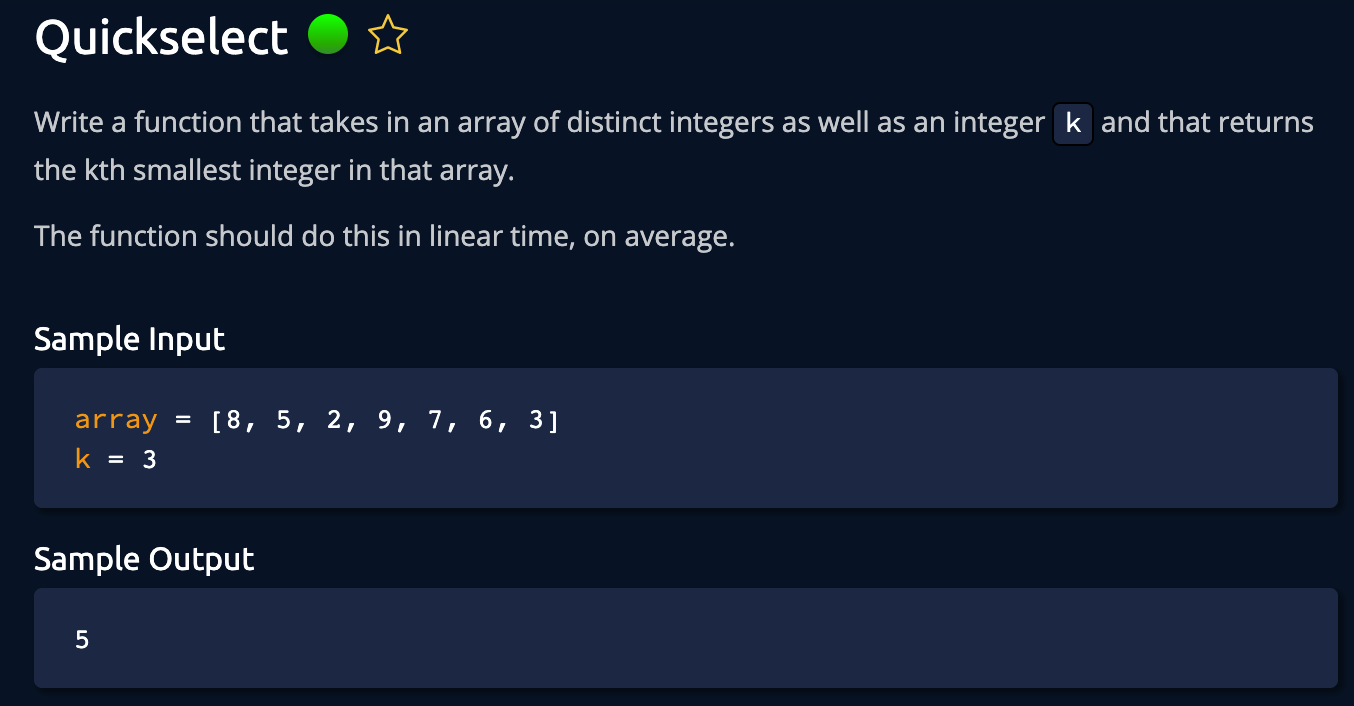 Quickselect
Write a function that takes in an array of distinct integers as well as an integer k and that returns
the kth smallest integer in that array.
The function should do this in linear time, on average.
Sample Input
array = [8, 5, 2, 9, 7, 6, 3]
k = 3
Sample Output
5